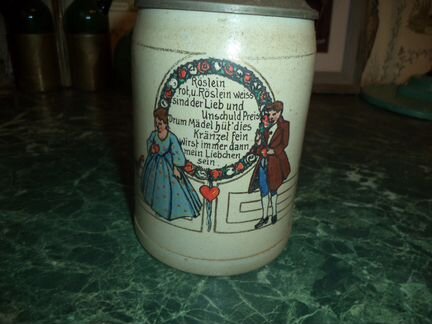 Röslein
rot, u. Röslein weiss
sind der Lieb und
Unschuld Preis
Drum Mädel hüt' dies
Kränzel fein
Wirst immer dann
mein Liebchen
sein.